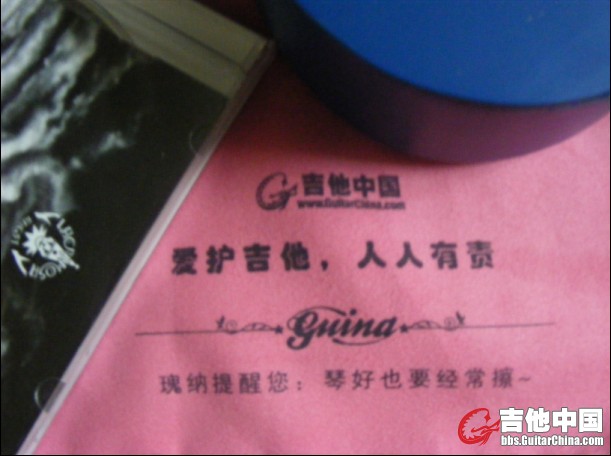 吉他中国
www.GuitarChina.com
爱护吉他，人人有责
Guina
瑰纳提醒您：琴好也要经常擦~
吉他中国
bbs.GuitarChina.com